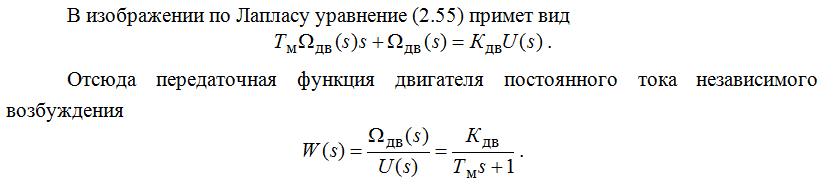 В изображении по Лапласу уравнение (2.55) примет вид
T_м Ω_дв (s)s + Ω_дв (s) = K_дв U(s) .
Отсюда передаточная функция двигателя постоянного тока независимого
возбуждения
W(s) = Ω_дв (s) / U(s) = K_дв / (T_м s + 1) .